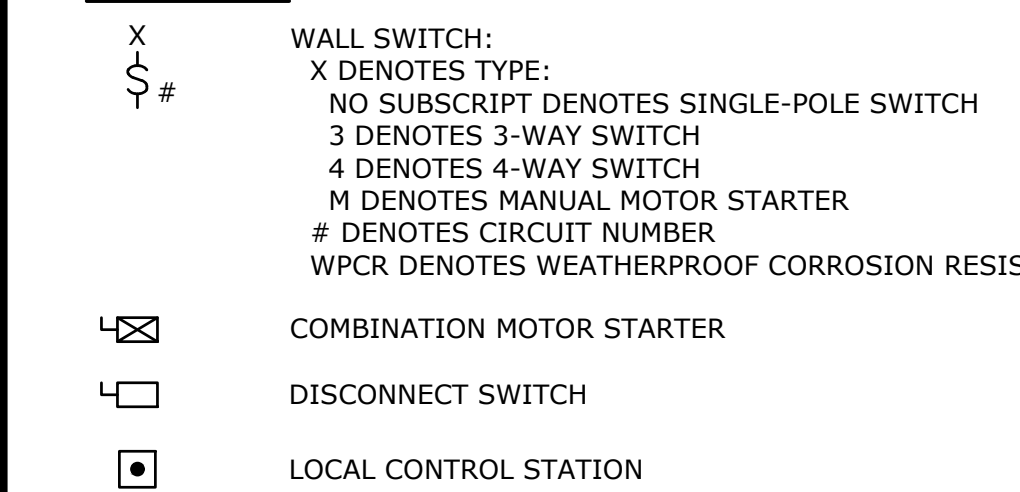 X
#
WALL SWITCH:
X DENOTES TYPE:
NO SUBSCRIPT DENOTES SINGLE-POLE SWITCH
3 DENOTES 3-WAY SWITCH
4 DENOTES 4-WAY SWITCH
M DENOTES MANUAL MOTOR STARTER
# DENOTES CIRCUIT NUMBER
WPCR DENOTES WEATHERPROOF CORROSION
COMBINATION MOTOR STARTER
DISCONNECT SWITCH
LOCAL CONTROL STATION